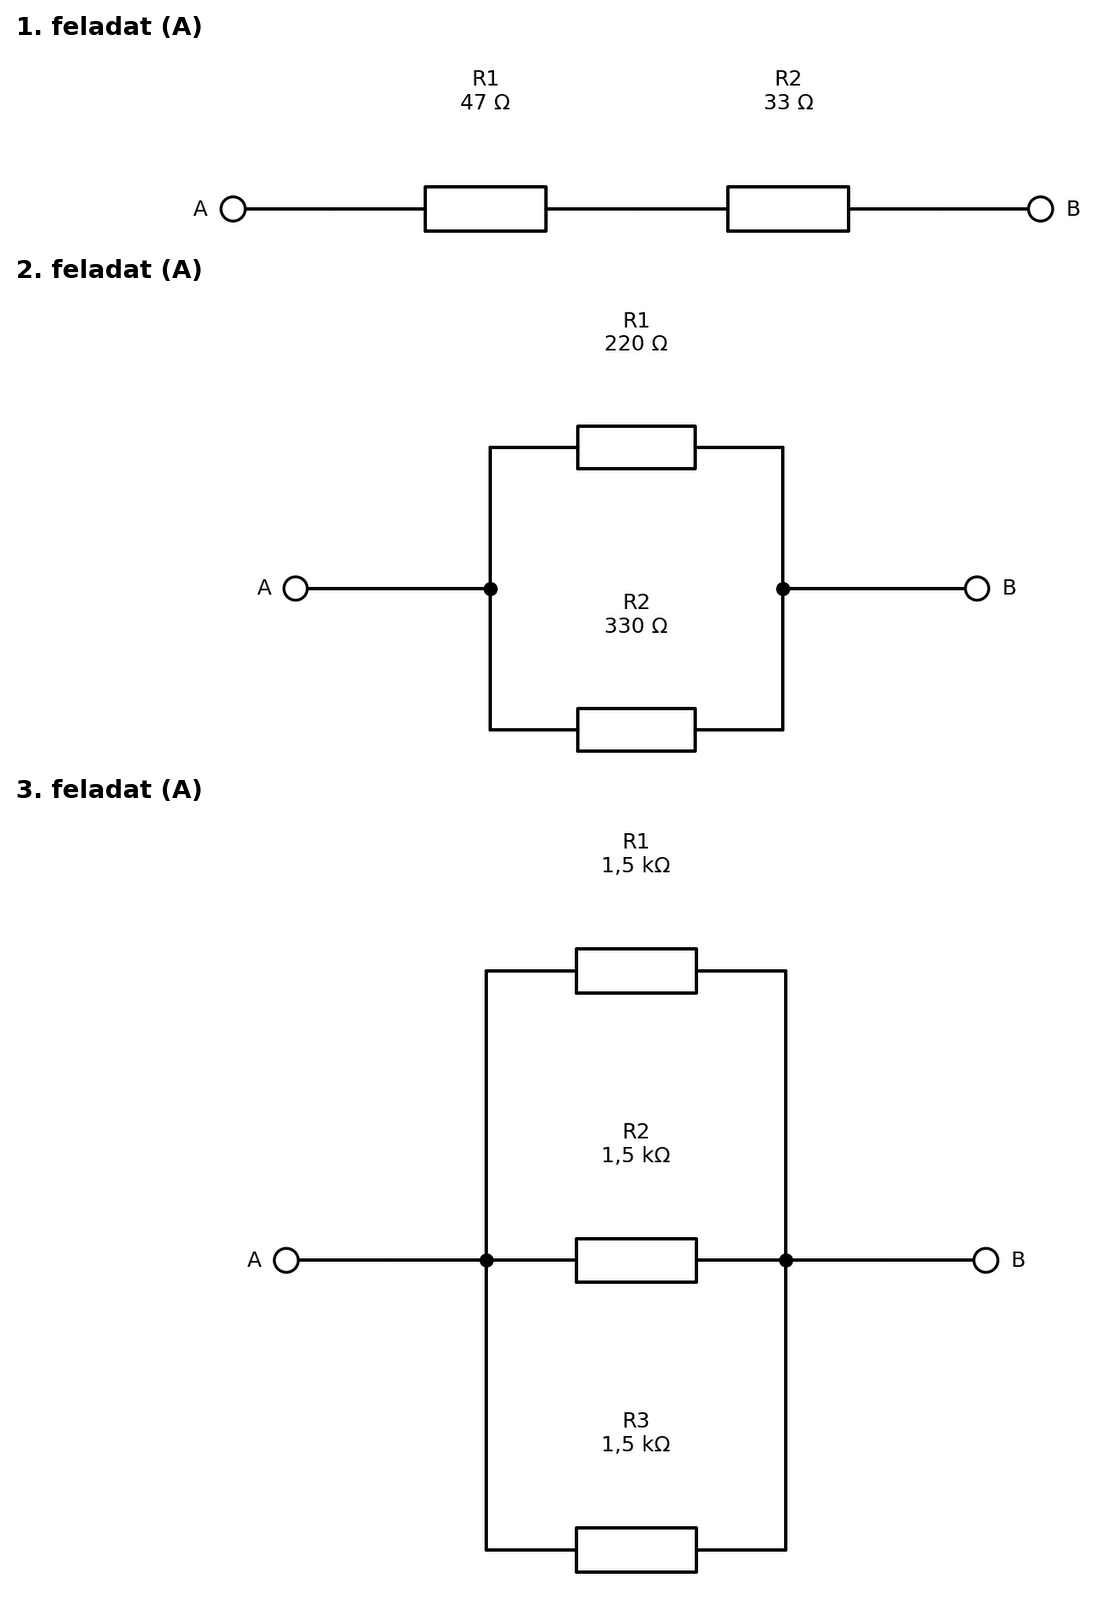 1. feladat (A)
R1
47 Ω
R2
33 Ω
A
B
2. feladat (A)
R1
220 Ω
A
R2
330 Ω
B
3. feladat (A)
R1
1,5 kΩ
R2
1,5 kΩ
A
B
R3
1,5 kΩ